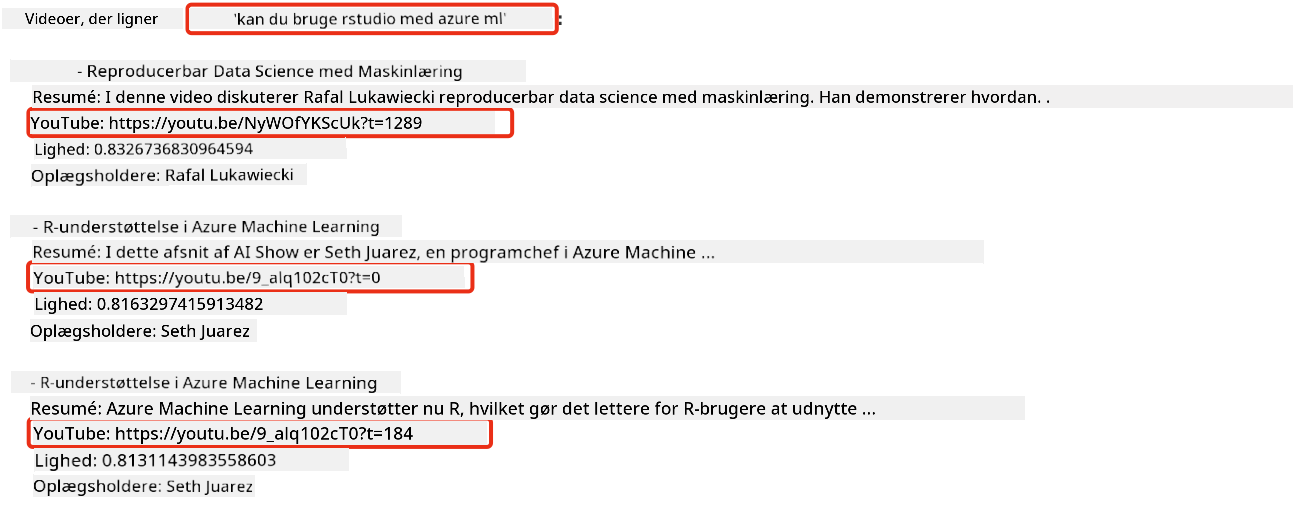 Videoer, der ligner 'kan du bruge rstudio med azure ml':
- Reproducerbar Data Science med Maskinlæring
Resumé: I denne video diskuterer Rafal Lukawiecki reproducerbar data science med maskinlæring. Han demonstrerer hvordan. .
YouTube: https://youtu.be/NyWOfYKScUk?t=1289
Lighed: 0.8326736830964594
Oplægsholdere: Rafal Lukawiecki
- R-understøttelse i Azure Machine Learning
Resumé: I dette afsnit af AI Show er Seth Juarez, en programchef i Azure Machine ...
YouTube: https://youtu.be/9_alq102cT0?t=0
Lighed: 0.8163297415913482
Oplægsholdere: Seth Juarez
- R-understøttelse i Azure Machine Learning
Resumé: Azure Machine Learning understøtter nu R, hvilket gør det lettere for R-brugere at udnytte ...
YouTube: https://youtu.be/9_alq102cT0?t=184
Lighed: 0.8131143983558603
Oplægsholdere: Seth Juarez